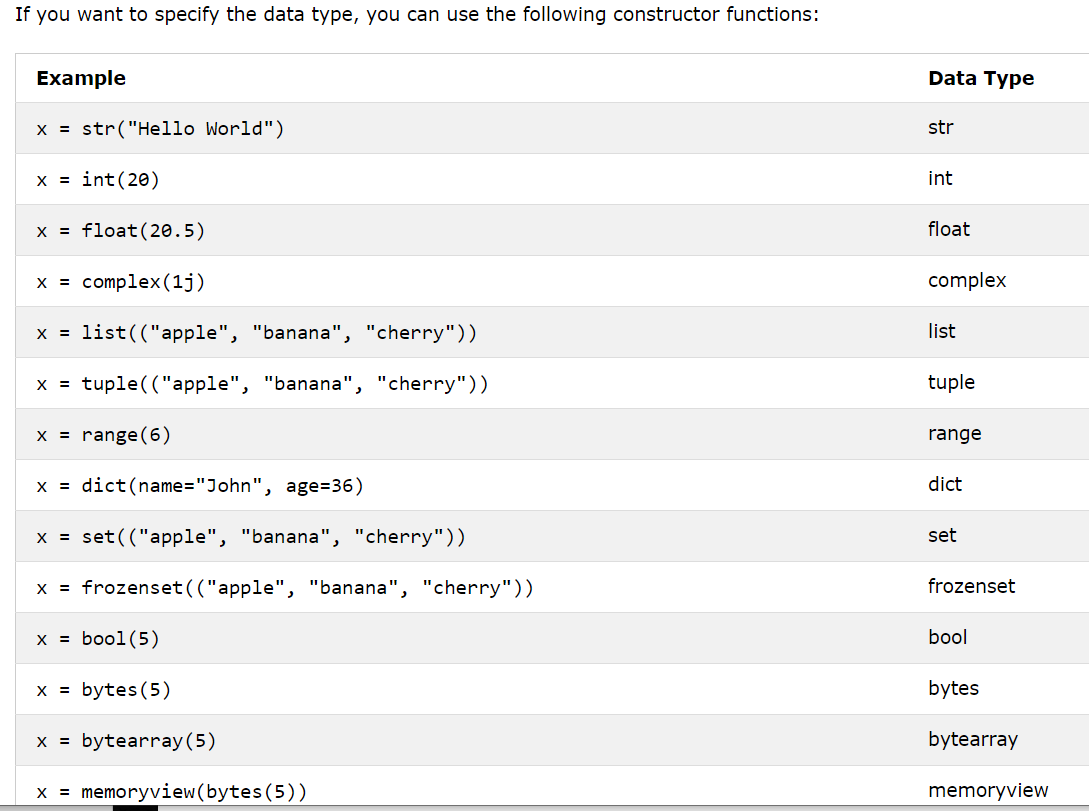 If you want to specify the data type, you can use the following constructor functions:
Example Data Type
x = str("Hello World") str
x = int(20) int
x = float(20.5) float
x = complex(1j) complex
x = list(("apple", "banana", "cherry")) list
x = tuple(("apple", "banana", "cherry")) tuple
x = range(6) range
x = dict(name="John", age=36) dict
x = set(("apple", "banana", "cherry")) set
x = frozenset(("apple", "banana", "cherry")) frozenset
x = bool(5) bool
x = bytes(5) bytes
x = bytearray(5) bytearray
x = memoryview(bytes(5)) memoryview